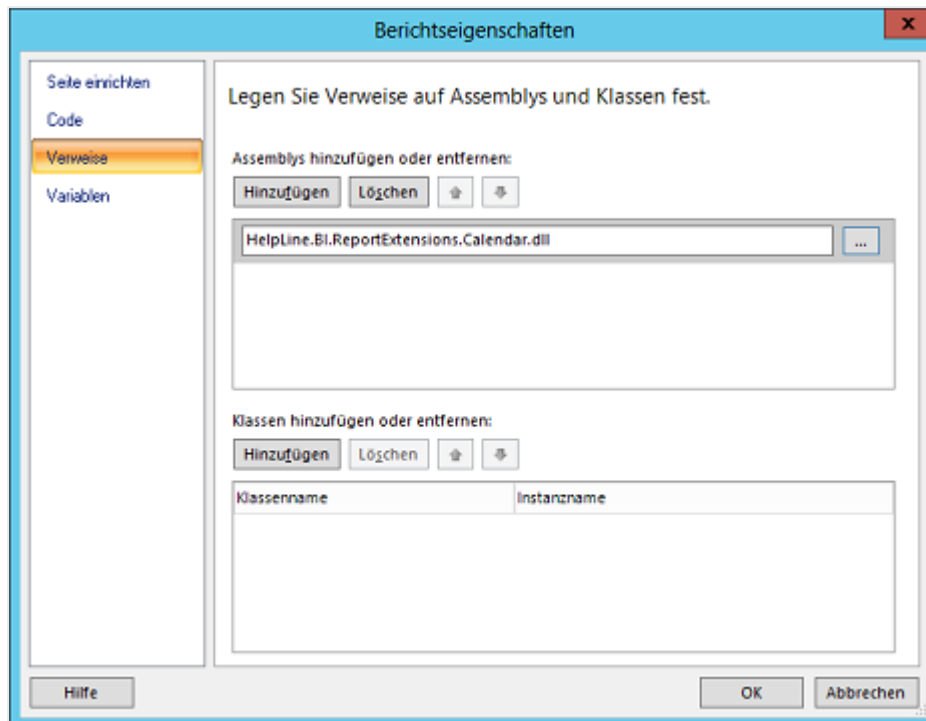 Berichtseigenschaften
x
Seite einrichten
Code
Verweise
Variablen
Legen Sie Verweise auf Assemblys und Klassen fest.
Assemblys hinzufügen oder entfernen:
Hinzufügen Löschen
HelpLine.BI.ReportExtensions.Calendar.dll ...
Klassen hinzufügen oder entfernen:
Hinzufügen Löschen
Klassenname Instanzname
Hilfe OK Abbrechen